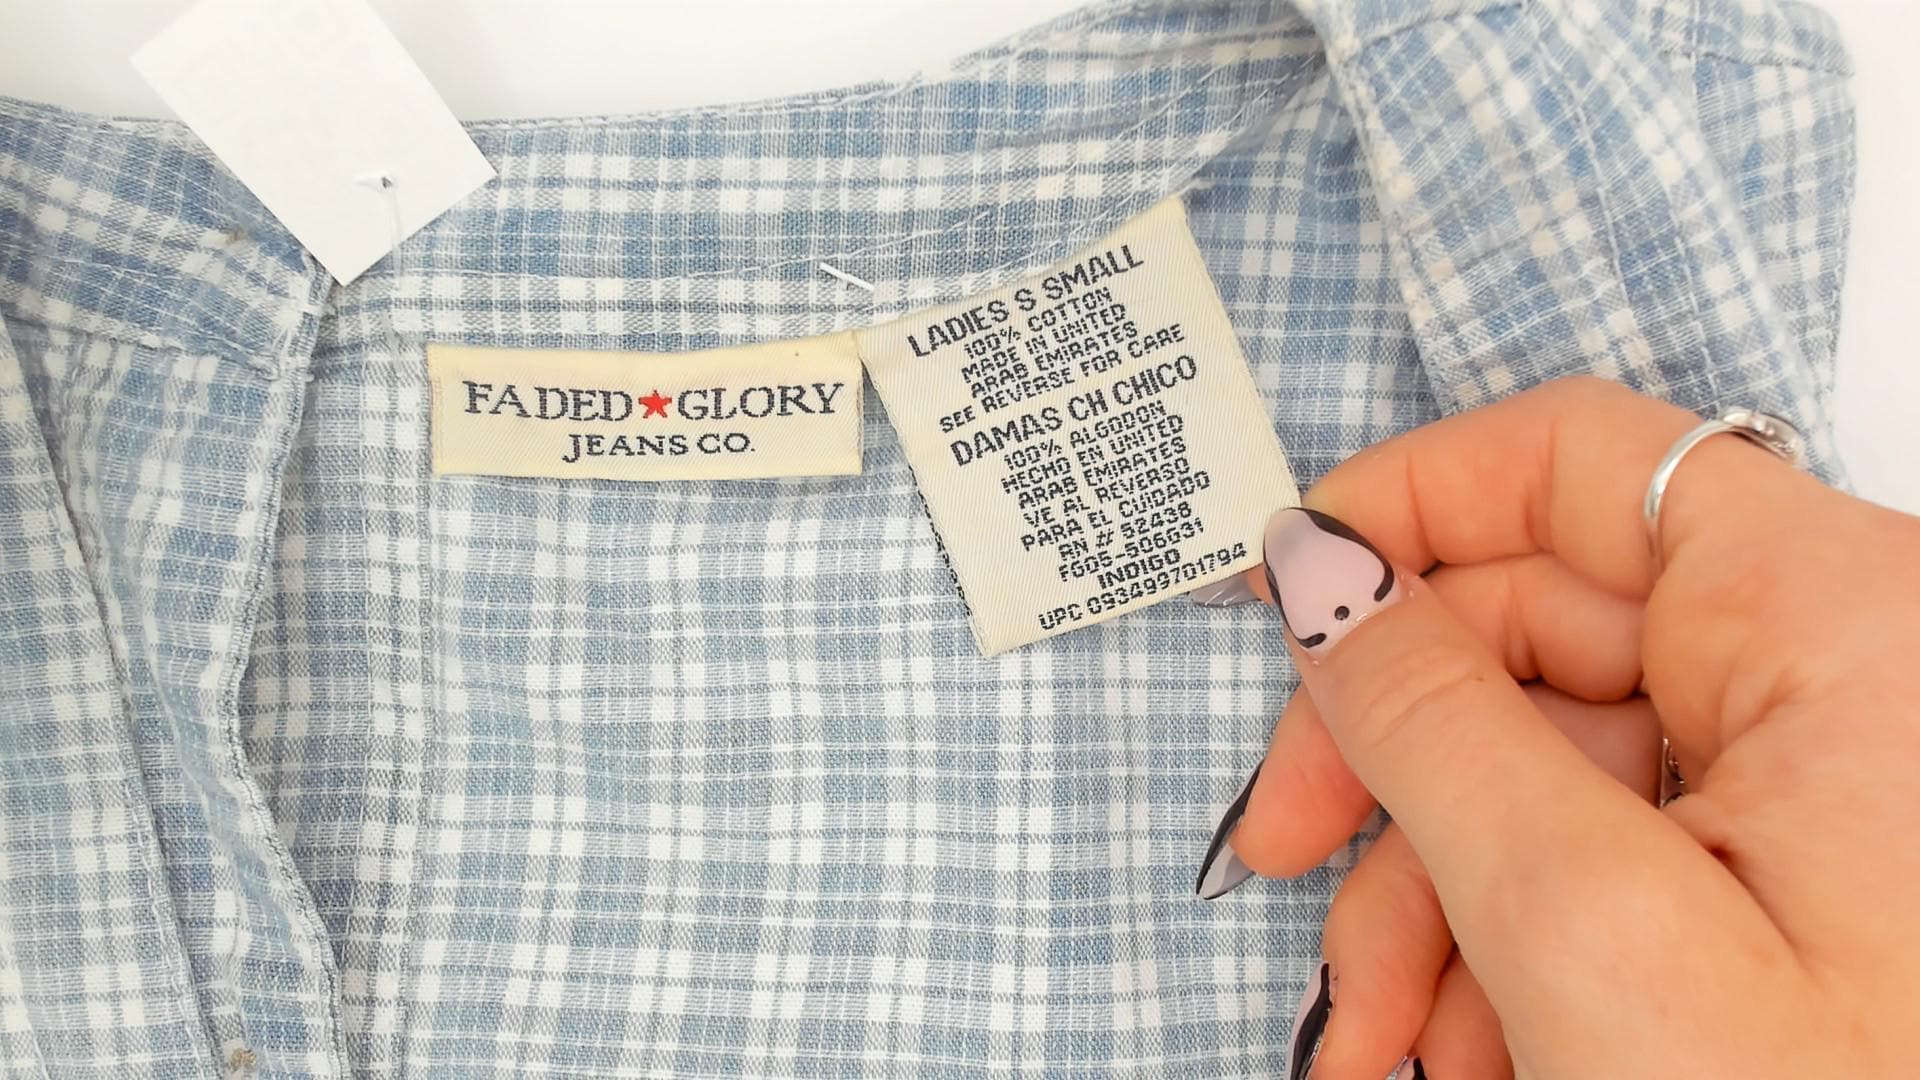 FADED★GLORY
JEANS CO.
LADIES S SMALL
100% COTTON
MADE IN UNITED
ARAB EMIRATES
SEE REVERSE FOR CARE
DAMAS CH CHICO
100% ALGODON
HECHO EN UNITED
ARAB EMIRATES
VE AL REVERSO
PARA EL CUIDADO
RN # 52438
FG05-506G31
INDIGO
UPC 093499701794